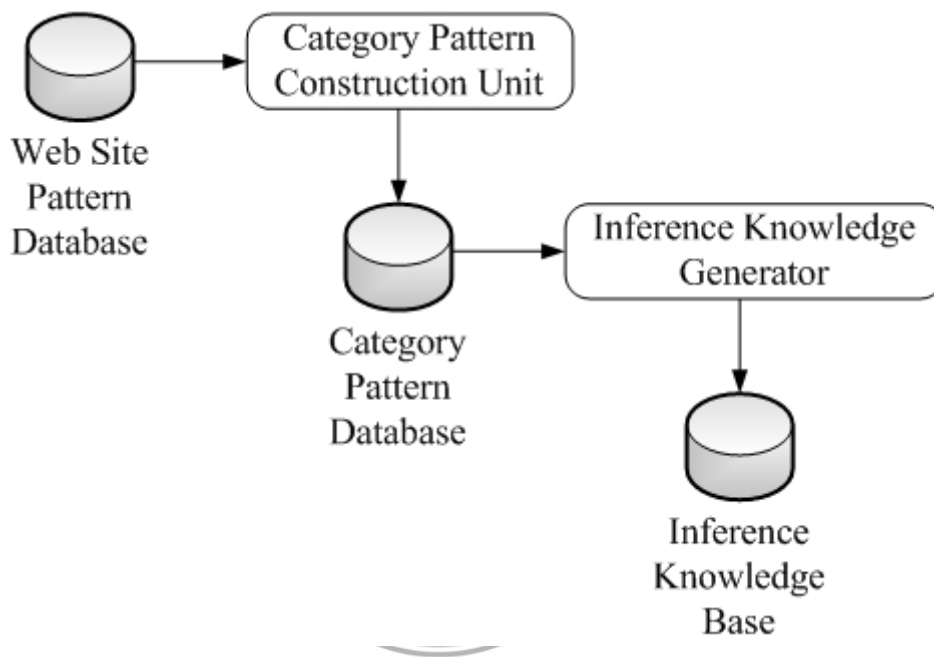 Category Pattern
Construction Unit
Web Site
Pattern
Database
Inference Knowledge
Generator
Category
Pattern
Database
Inference
Knowledge
Base